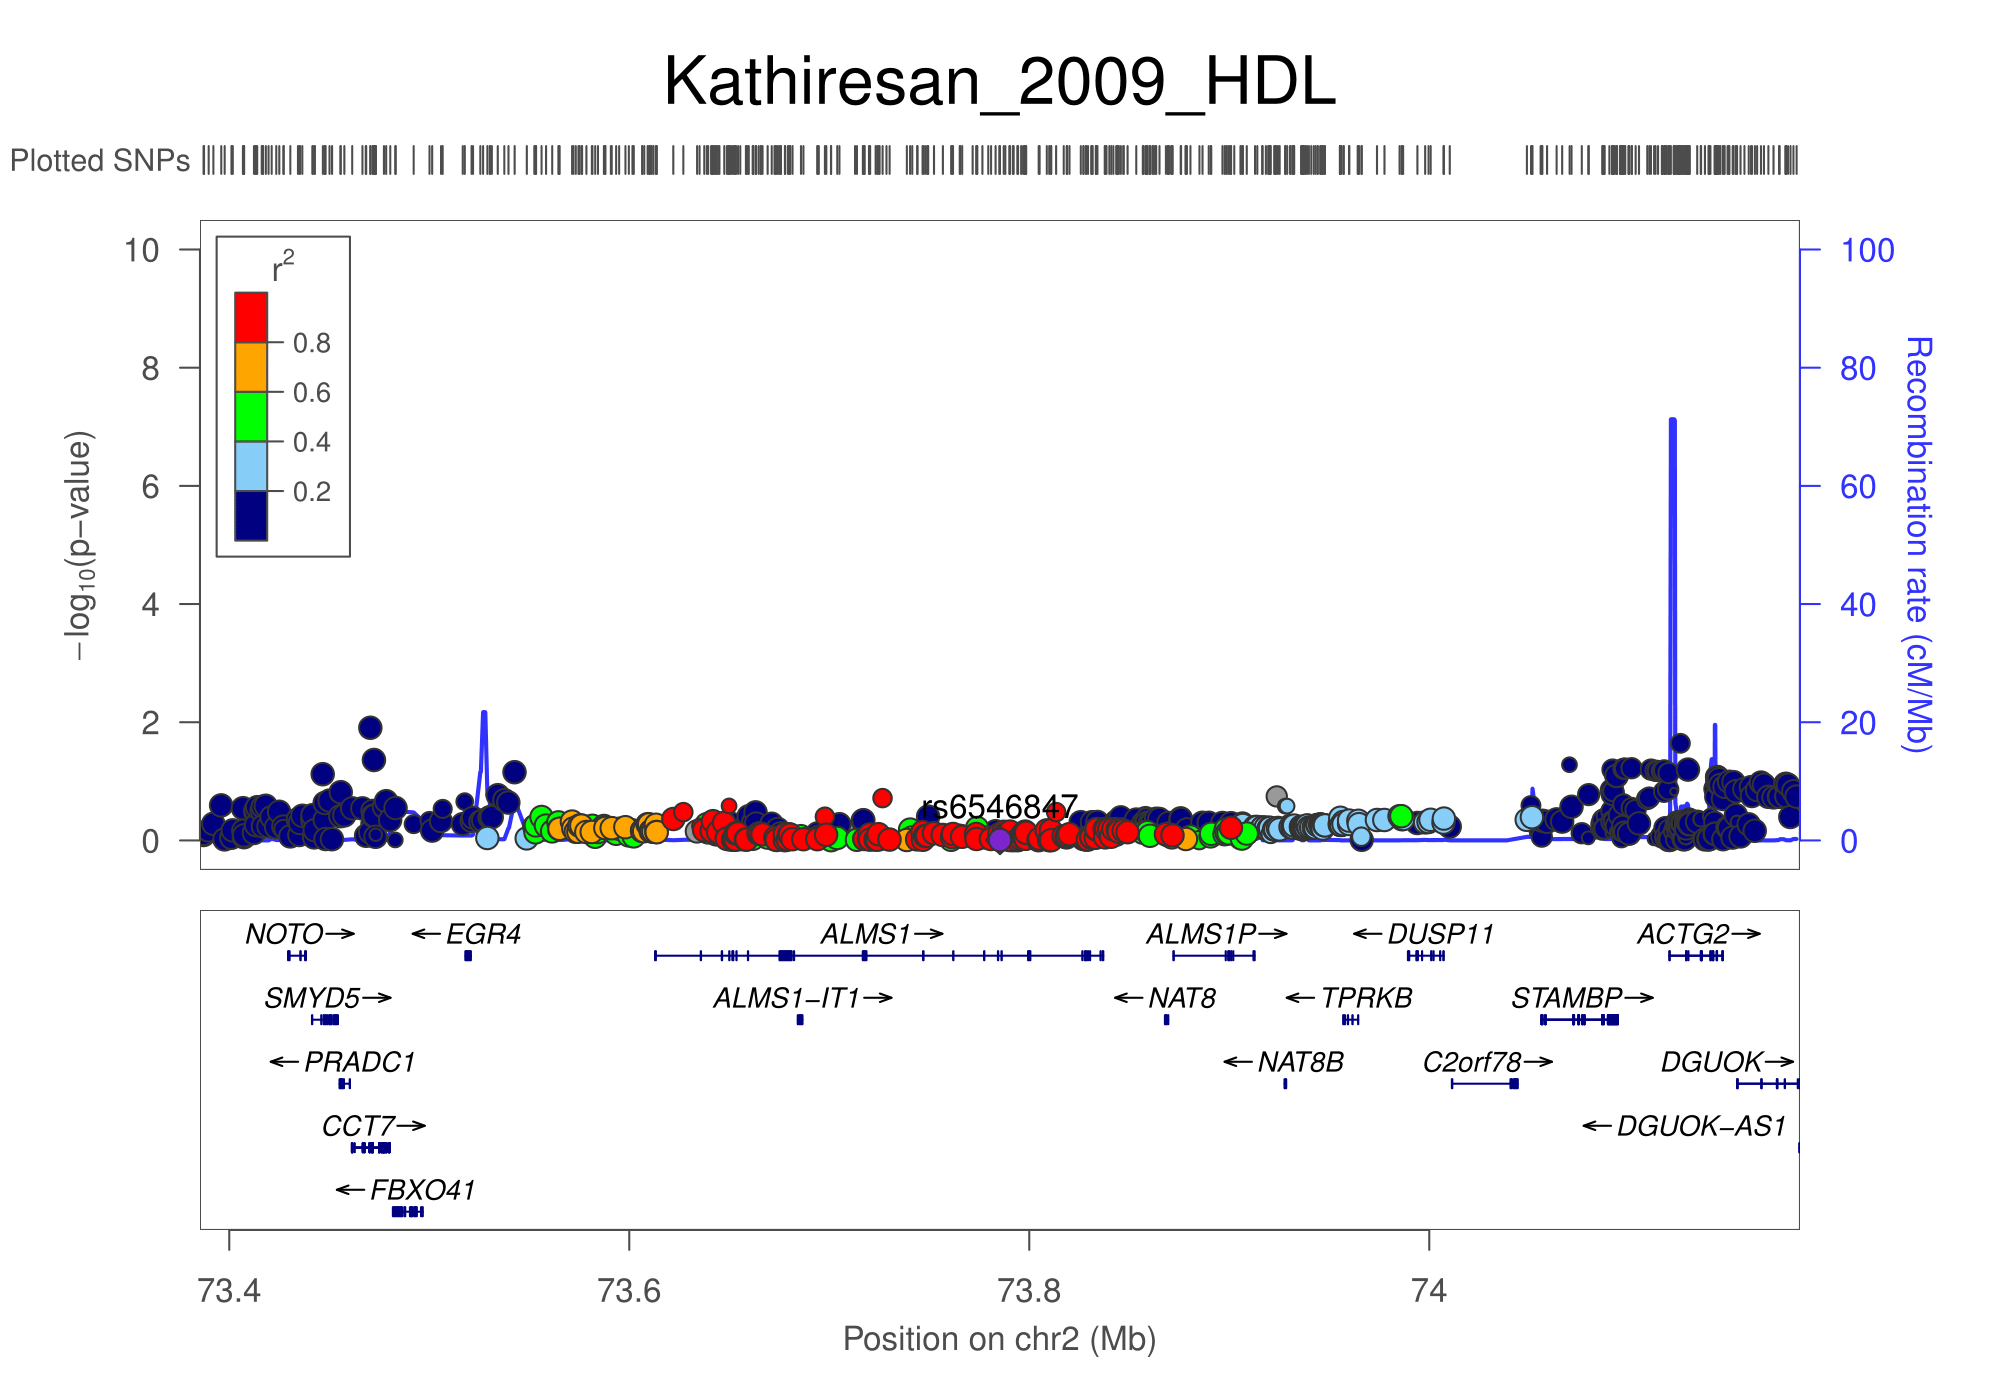 Kathiresan_2009_HDL
Plotted SNPs
10
8
6
4
2
0
−log10(p−value)
r2
0.8
0.6
0.4
0.2
rs6546847
100
80
60
40
20
0
Recombination rate (cM/Mb)
NOTO→ ←EGR4 ALMS1→ ALMS1P→ ←DUSP11 ACTG2→
SMYD5→ ALMS1−IT1→ ←NAT8 ←TPRKB STAMBP→
←PRADC1 ←NAT8B C2orf78→ DGUOK→
CCT7→ ←DGUOK−AS1
←FBXO41
73.4 73.6 73.8 74
Position on chr2 (Mb)